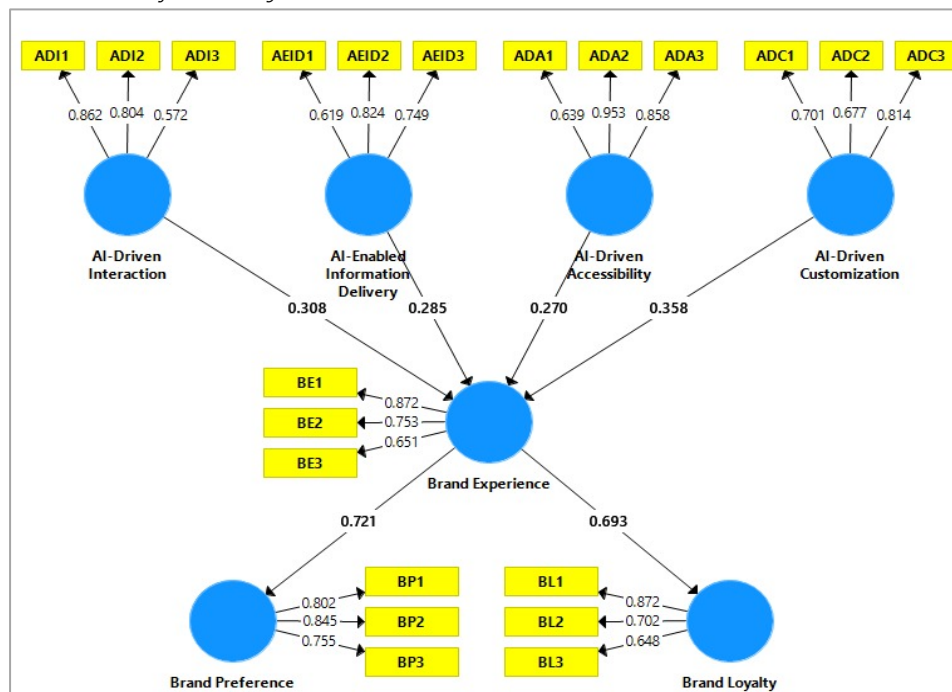 ADI1 ADI2 ADI3 AEID1 AEID2 AEID3 ADA1 ADA2 ADA3 ADC1 ADC2 ADC3
0.862 0.804 0.572 0.619 0.824 0.749 0.639 0.953 0.858 0.701 0.677 0.814
AI-Driven
Interaction
AI-Enabled
Information
Delivery
AI-Driven
Accessibility
AI-Driven
Customization
0.308 0.285 0.270 0.358
BE1 0.872
BE2 0.753
BE3 0.651
Brand Experience
0.721 0.693
0.802 BP1
0.845 BP2
0.755 BP3
Brand Preference
BL1 0.872
BL2 0.702
BL3 0.648
Brand Loyalty